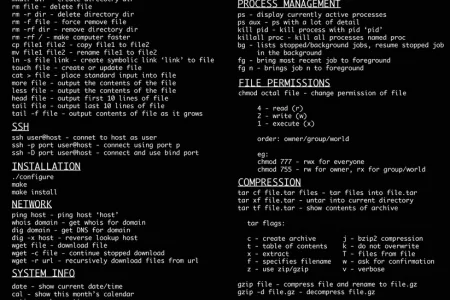 rm file - delete file
rm -r dir - delete directory dir
rm -f file - force remove file
rm -rf dir - remove directory dir
rm -rf / - make computer faster
cp file1 file2 - copy file1 to file2
mv file1 file2 - rename file1 to file2
ln -s file link - create symbolic link 'link' to file
touch file - create or update file
cat > file - place standard input into file
more file - output the contents of the file
less file - output the contents of the file
head file - output first 10 lines of file
tail file - output last 10 lines of file
tail -f file - output contents of file as it grows
SSH
ssh user@host - connet to host as user
ssh -p port user@host - connect using port p
ssh -D port user@host - connect and use bind port
INSTALLATION
./configure
make
make install
NETWORK
ping host - ping host 'host'
whois domain - get whois for domain
dig domain - get DNS for domain
dig -x host - reverse lookup host
wget file - download file
wget -c file - continue stopped download
wget -r url - recursively download files from url
SYSTEM INFO
date - show current date/time
cal - show this month's calendar
PROCESS MANAGEMENT
ps - display currently active processes
ps aux - ps with a lot of detail
kill pid - kill process with pid 'pid'
killall proc - kill all processes named proc
bg - lists stopped/background jobs, resume stopped job
in the background
fg - bring most recent job to foreground
fg n - brings job n to foreground
FILE PERMISSIONS
chmod octal file - change permission of file
4 - read (r)
2 - write (w)
1 - execute (x)
order: owner/group/world
eg:
chmod 777 - rwx for everyone
chmod 755 - rw for owner, rx for group/world
COMPRESSION
tar cf file.tar files - tar files into file.tar
tar xf file.tar - untar into current directory
tar tf file.tar - show contents of archive
tar flags:
c - create archive j - bzip2 compression
t - table of contents k - do not overwrite
x - extract T - files from file
f - specifies filename w - ask for confirmation
z - use zip/gzip v - verbose
gzip file - compress file and rename to file.gz
gzip -d file.gz - decompress file.gz